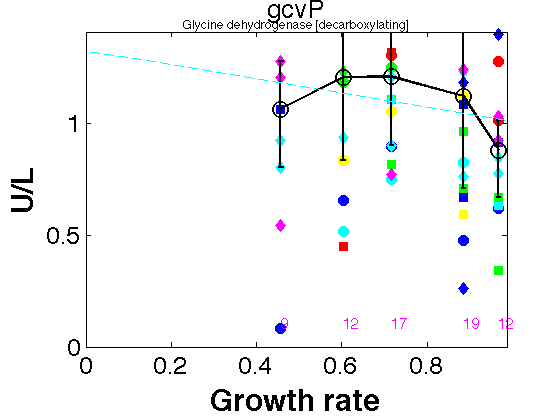 gcvP
Glycine dehydrogenase [decarboxylating]
1
0.5
0
U/L
9 12 17 19 12
0 0.2 0.4 0.6 0.8
Growth rate